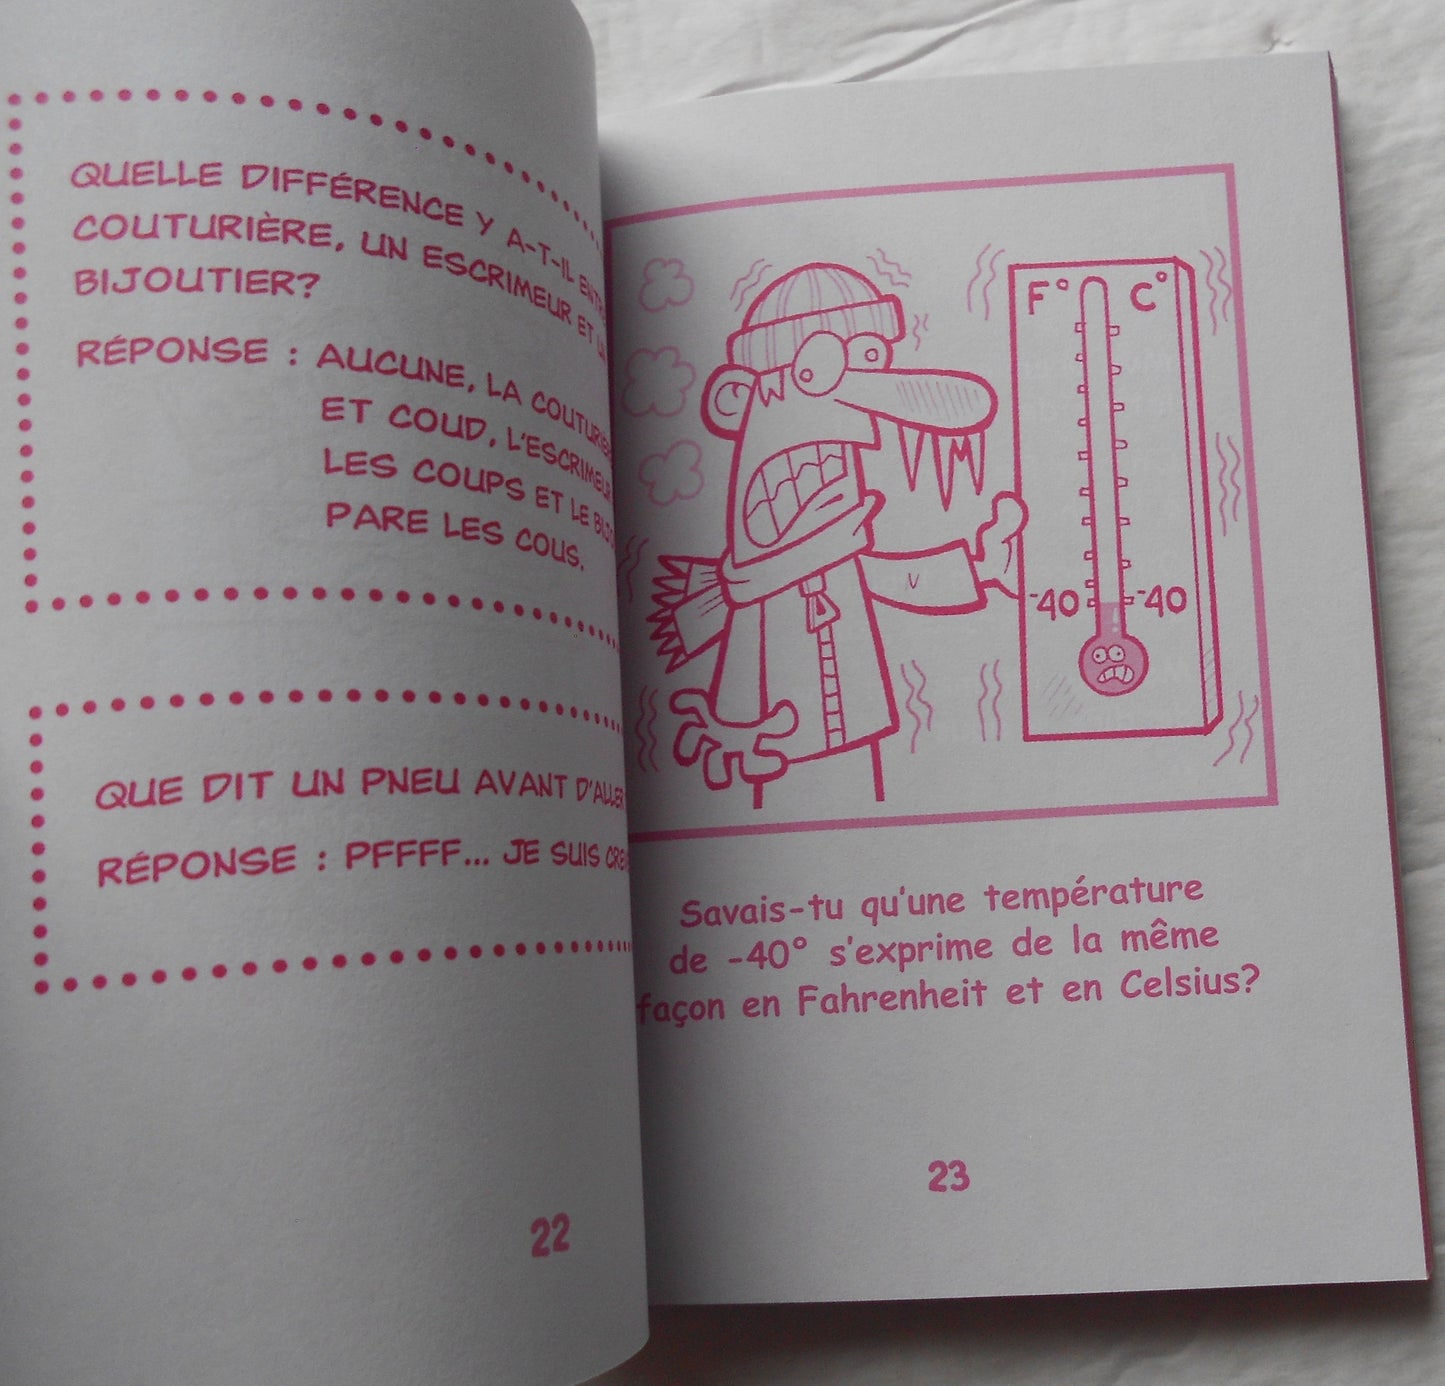 QUELLE DIFFÉRENCE Y A-T-IL
COUTURIÈRE, UN ESCRIMEUR ET
BIJOUTIER?
RÉPONSE : AUCUNE, LA
ET COUD, L'ESCRIMEUR
LES COUPS ET LE
PARE LES COUS.
QUE DIT UN PNEU AVANT
RÉPONSE : PFFFF... JE SUIS
22
F° C°
-40 -40
Savais-tu qu'une température
de -40° s'exprime de la même
façon en Fahrenheit et en Celsius?
23